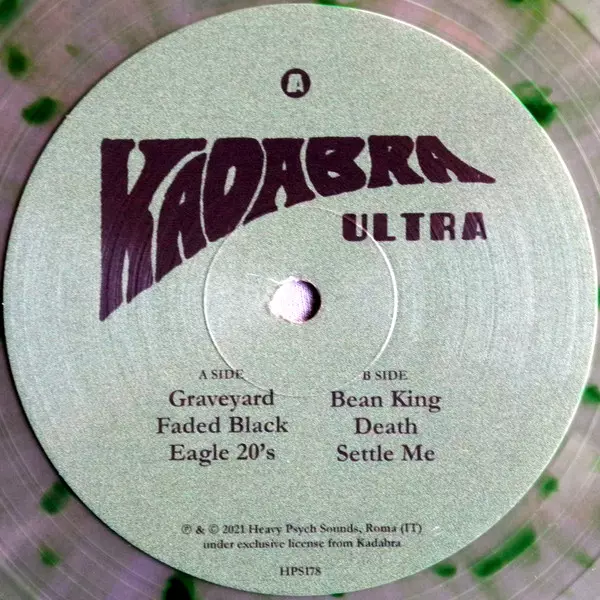 A
KADABRA
ULTRA
A SIDE
Graveyard
Faded Black
Eagle 20's
B SIDE
Bean King
Death
Settle Me
℗ & © 2021 Heavy Psych Sounds, Roma (IT)
under exclusive license from Kadabra
HPS178